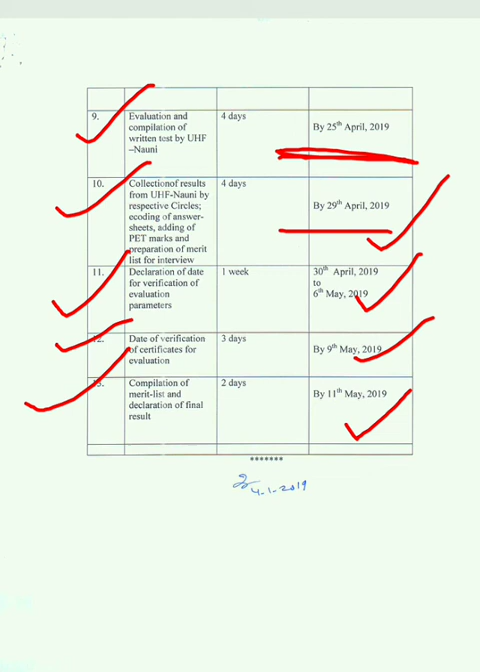 9.
Evaluation and
compilation of
written test by UHF
–Nauni
4 days
By 25th April, 2019
10.
Collectionof results
from UHF-Nauni by
respective Circles;
ecoding of answer-
sheets, adding of
PET marks and
preparation of merit
list for interview
4 days
By 29th April, 2019
11.
Declaration of date
for verification of
evaluation
parameters
1 week
30th April, 2019
to
6th May, 2019
12.
Date of verification
of certificates for
evaluation
3 days
By 9th May, 2019
13.
Compilation of
merit-list and
declaration of final
result
2 days
By 11th May, 2019
*******
4-1-2019